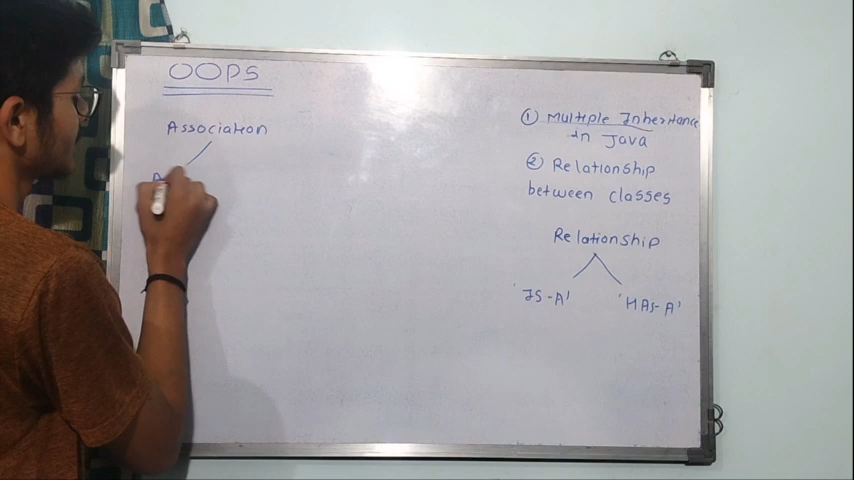 OOPS
Association
A
① Multiple Inheritance
in Java
② Relationship
between classes
Relationship
'IS-A'
'HAS-A'